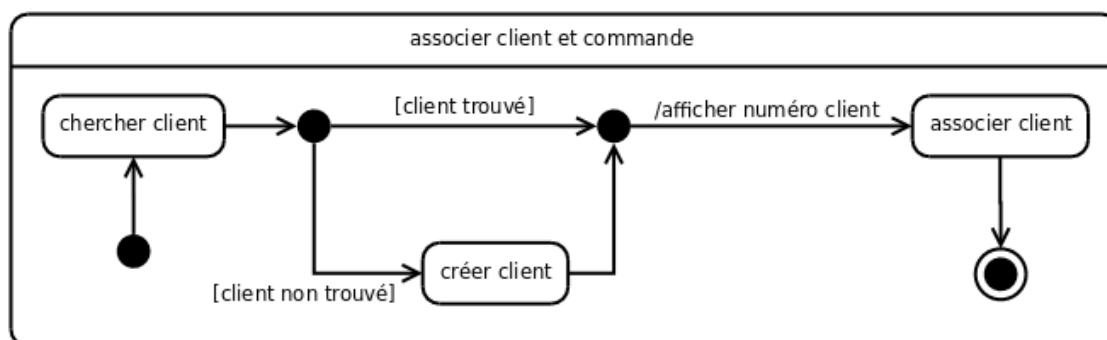 associer client et commande
chercher client
[client trouvé]
/afficher numéro client
associer client
créer client
[client non trouvé]